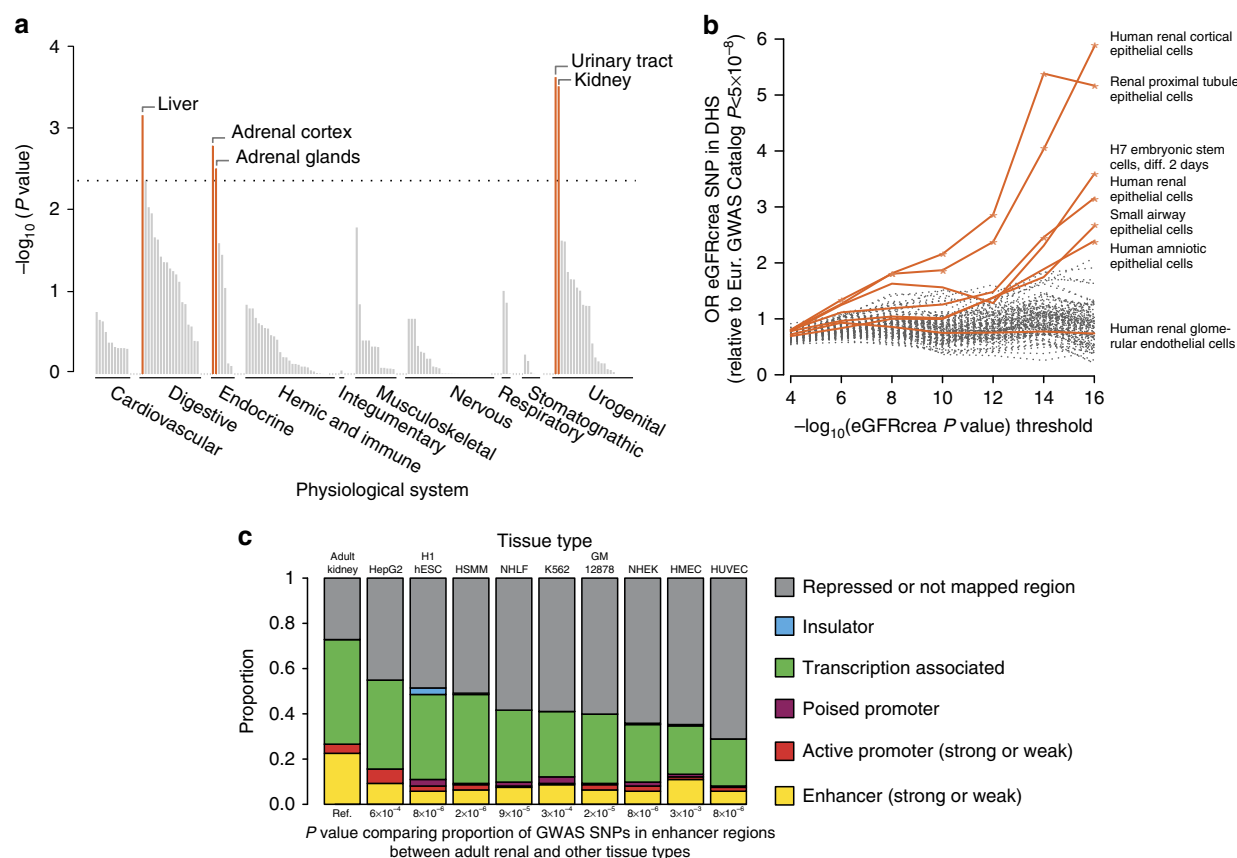 a
–log10 (P value)
4
3
2
1
0
Liver
Adrenal cortex
Adrenal glands
Urinary tract
Kidney
Cardiovascular
Digestive
Endocrine
Hemic and immune
Integumentary
Musculoskeletal
Nervous
Respiratory
Stomatognathic
Urogenital
Physiological system
b
OR eGFRcrea SNP in DHS
(relative to Eur. GWAS Catalog P<5×10−8)
6
5
4
3
2
1
0
4 6 8 10 12 14 16
–log10(eGFRcrea P value) threshold
Human renal cortical
epithelial cells
Renal proximal tubule
epithelial cells
H7 embryonic stem
cells, diff. 2 days
Human renal
epithelial cells
Small airway
epithelial cells
Human amniotic
epithelial cells
Human renal glome-
rular endothelial cells
c
Tissue type
Adult
kidney
HepG2
H1
hESC
HSMM
NHLF
K562
GM
12878
NHEK
HMEC
HUVEC
Proportion
1
0.8
0.6
0.4
0.2
0.0
Ref. 6×10−4 8×10−3 2×10−6 9×10−5 3×10−4 2×10−5 8×10−6 3×10−3 8×10−6
P value comparing proportion of GWAS SNPs in enhancer regions
between adult renal and other tissue types
Repressed or not mapped region
Insulator
Transcription associated
Poised promoter
Active promoter (strong or weak)
Enhancer (strong or weak)